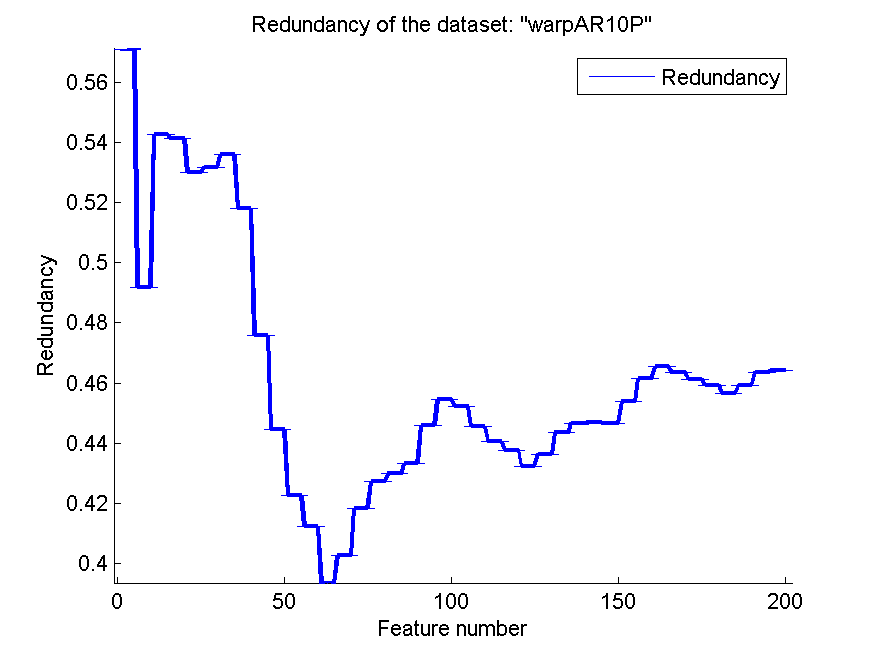 Redundancy of the dataset: "warpAR10P"
Redundancy
0.56
0.54
0.52
0.5
0.48
0.46
0.44
0.42
0.4
Redundancy
0 50 100 150 200
Feature number